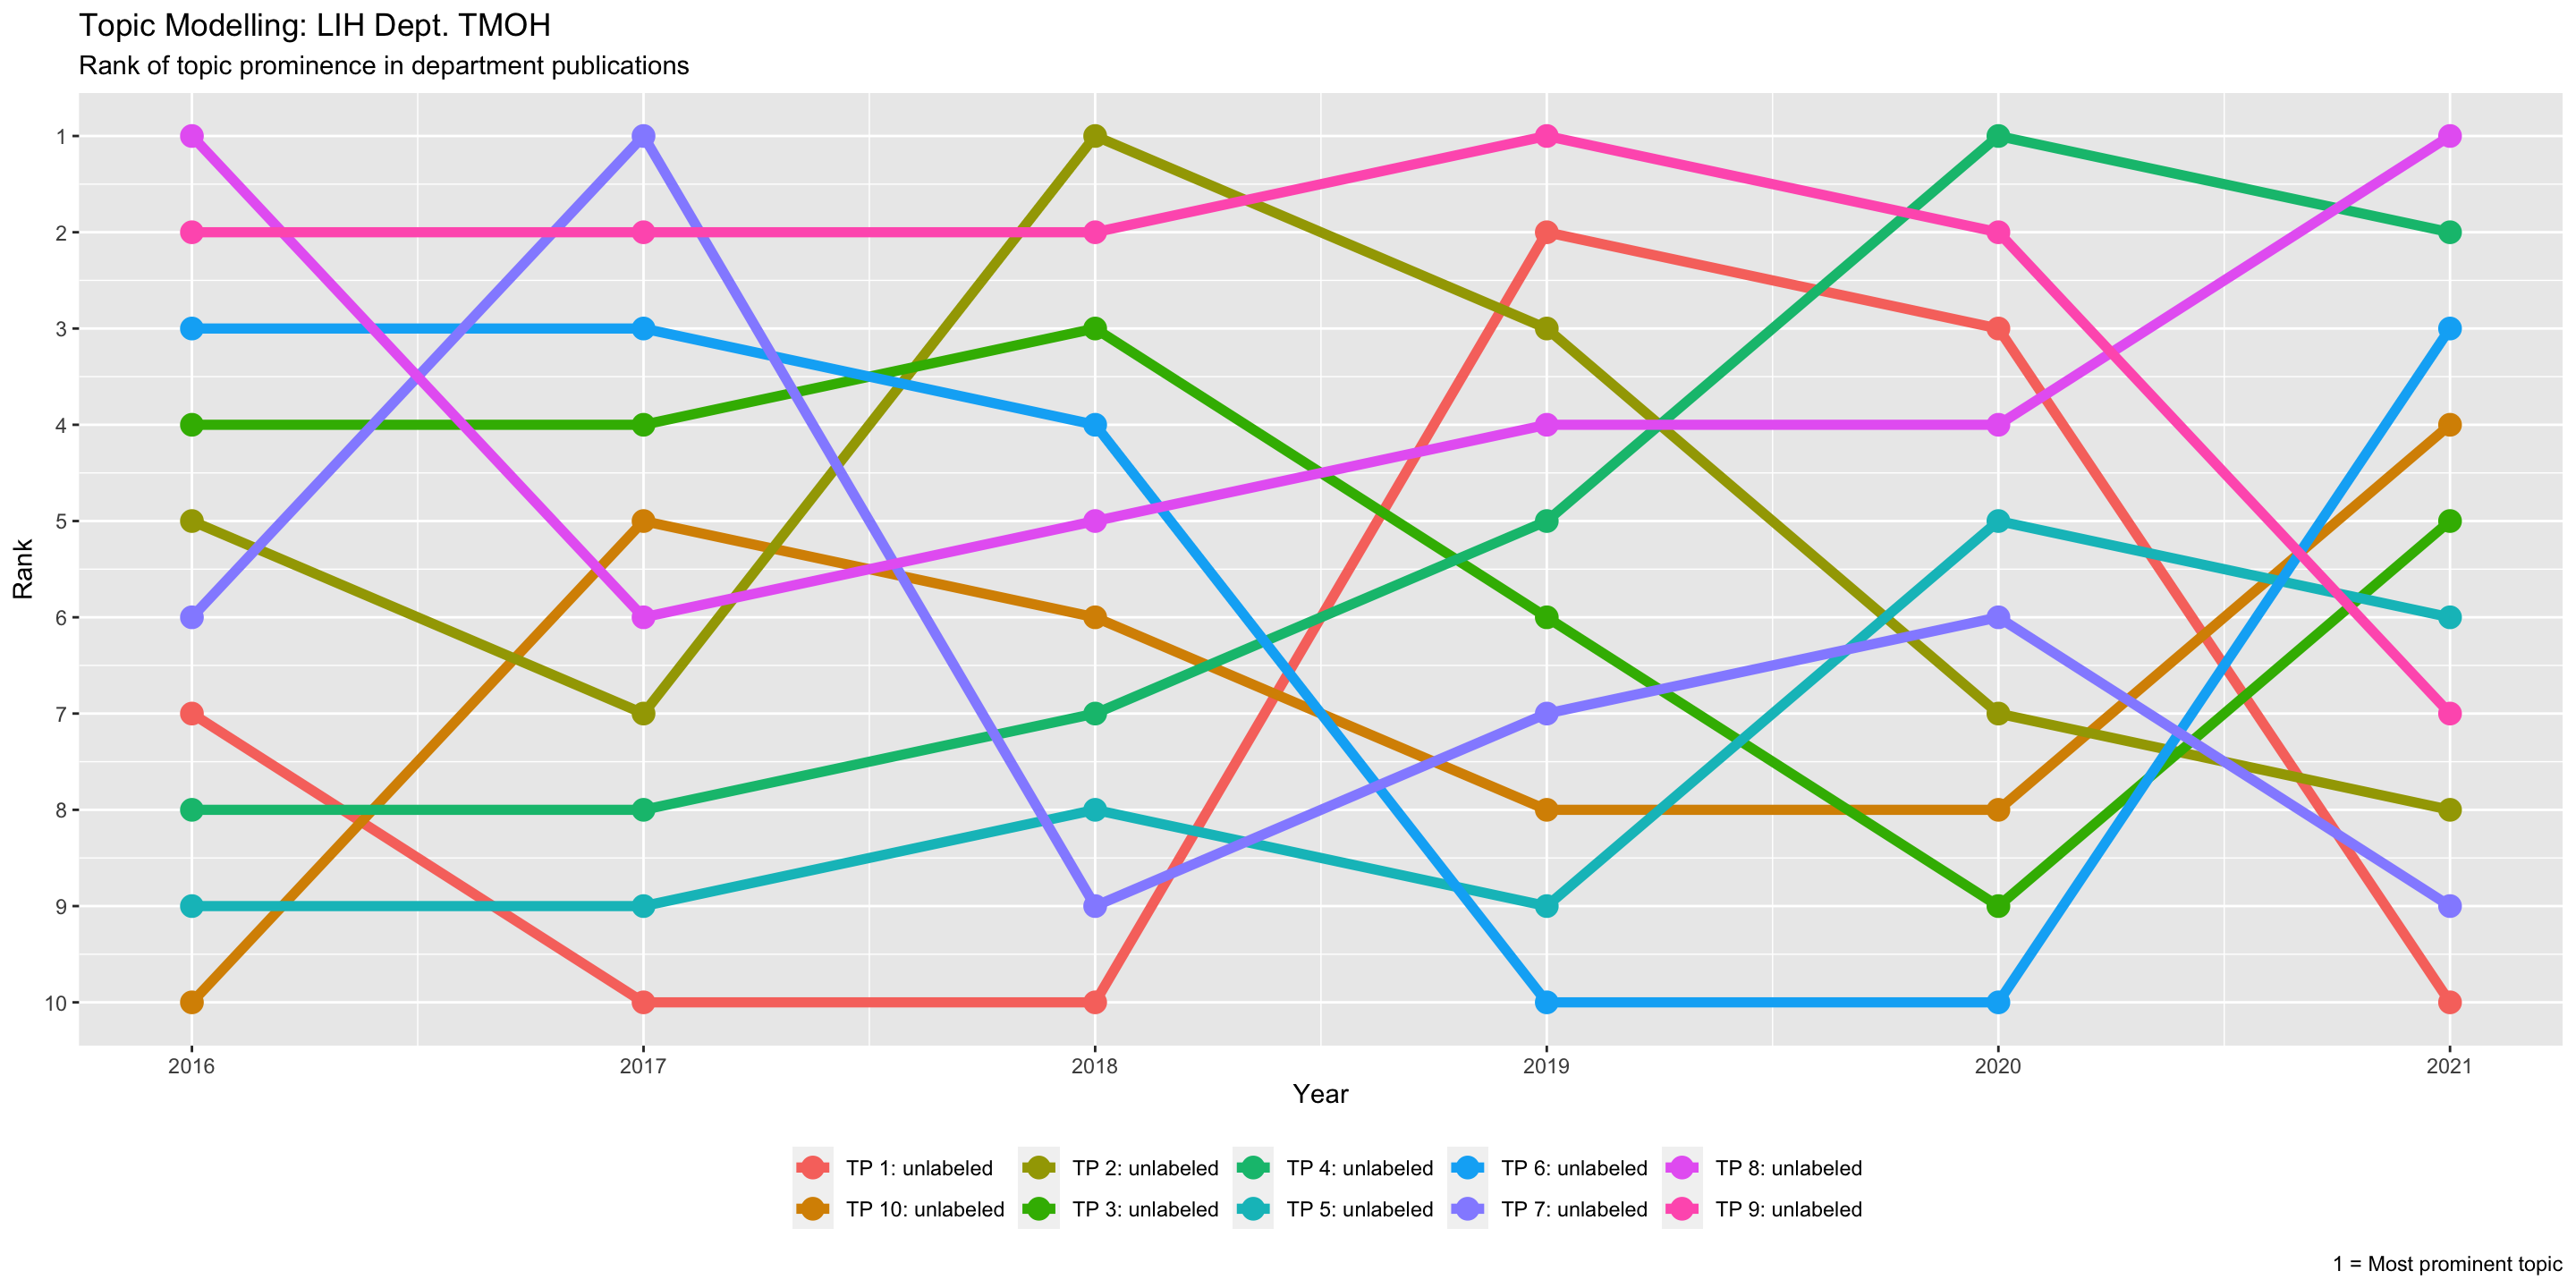 Topic Modelling: LIH Dept. TMOH
Rank of topic prominence in department publications
Rank
1
2
3
4
5
6
7
8
9
10
2016 2017 2018 2019 2020 2021
Year
TP 1: unlabeled TP 2: unlabeled TP 4: unlabeled TP 6: unlabeled TP 8: unlabeled
TP 10: unlabeled TP 3: unlabeled TP 5: unlabeled TP 7: unlabeled TP 9: unlabeled
1 = Most prominent topic